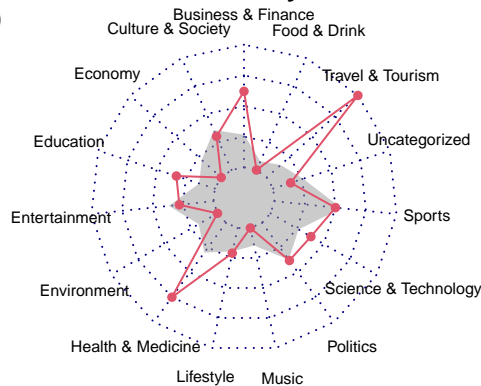 Business & Finance
Culture & Society
Food & Drink
Economy
Travel & Tourism
Education
Uncategorized
Entertainment
Sports
Environment
Science & Technology
Health & Medicine
Politics
Lifestyle
Music